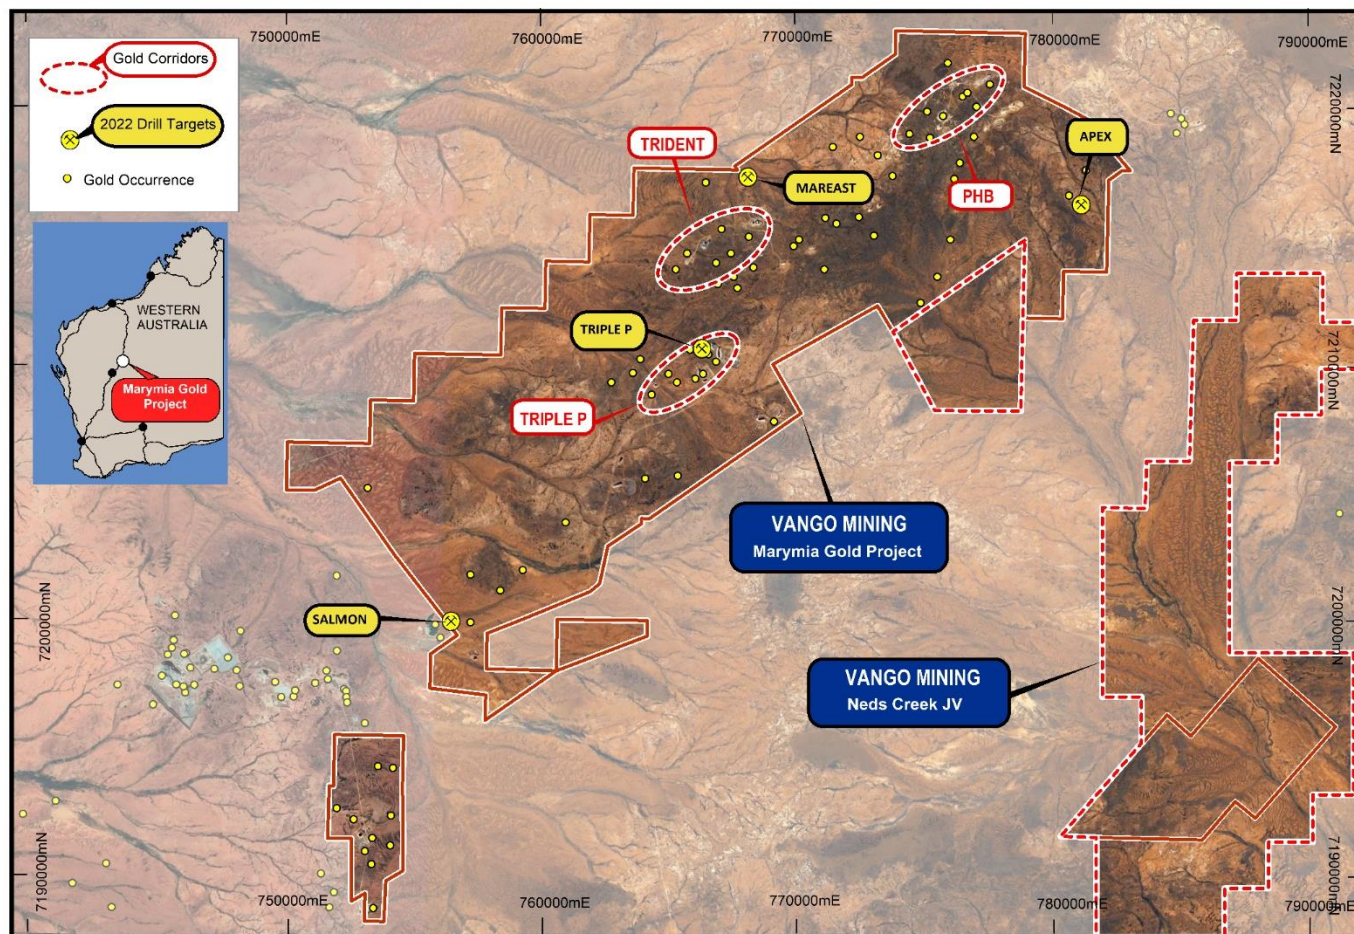 750000mE
760000mE
770000mE
780000mE
790000mE
Gold Corridors
2022 Drill Targets
Gold Occurrence
WESTERN
AUSTRALIA
Marymia Gold
Project
TRIDENT
MAREAST
PHB
APEX
7220000mN
TRIPLE P
TRIPLE P
7210000mN
VANGO MINING
Marymia Gold Project
SALMON
7200000mN
7200000mN
VANGO MINING
Neds Creek JV
7190000mN
7190000mN
750000mE
760000mE
770000mE
780000mE
790000mE